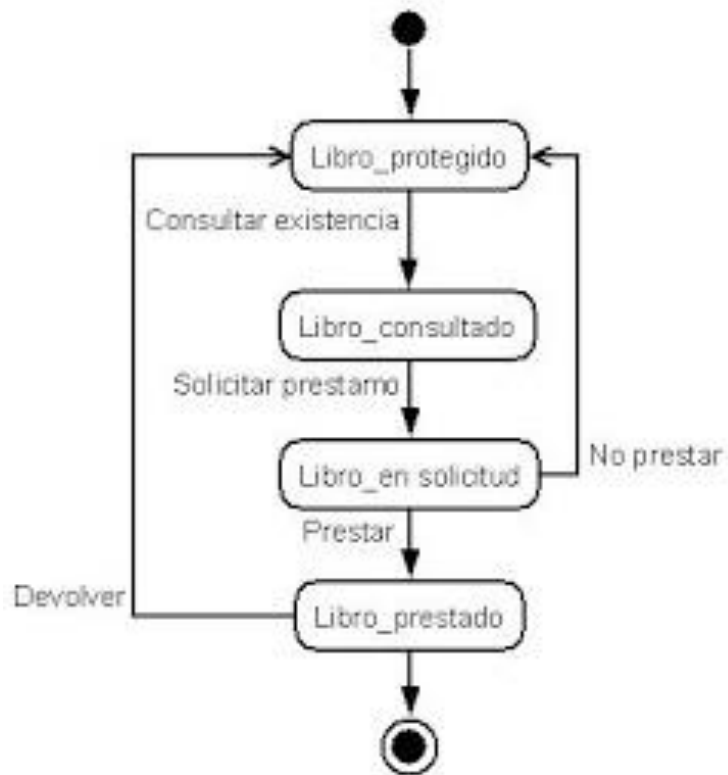 Libro_protegido
Consultar existencia
Libro_consultado
Solicitar prestamo
Libro_en solicitud
No prestar
Prestar
Devolver
Libro_prestado